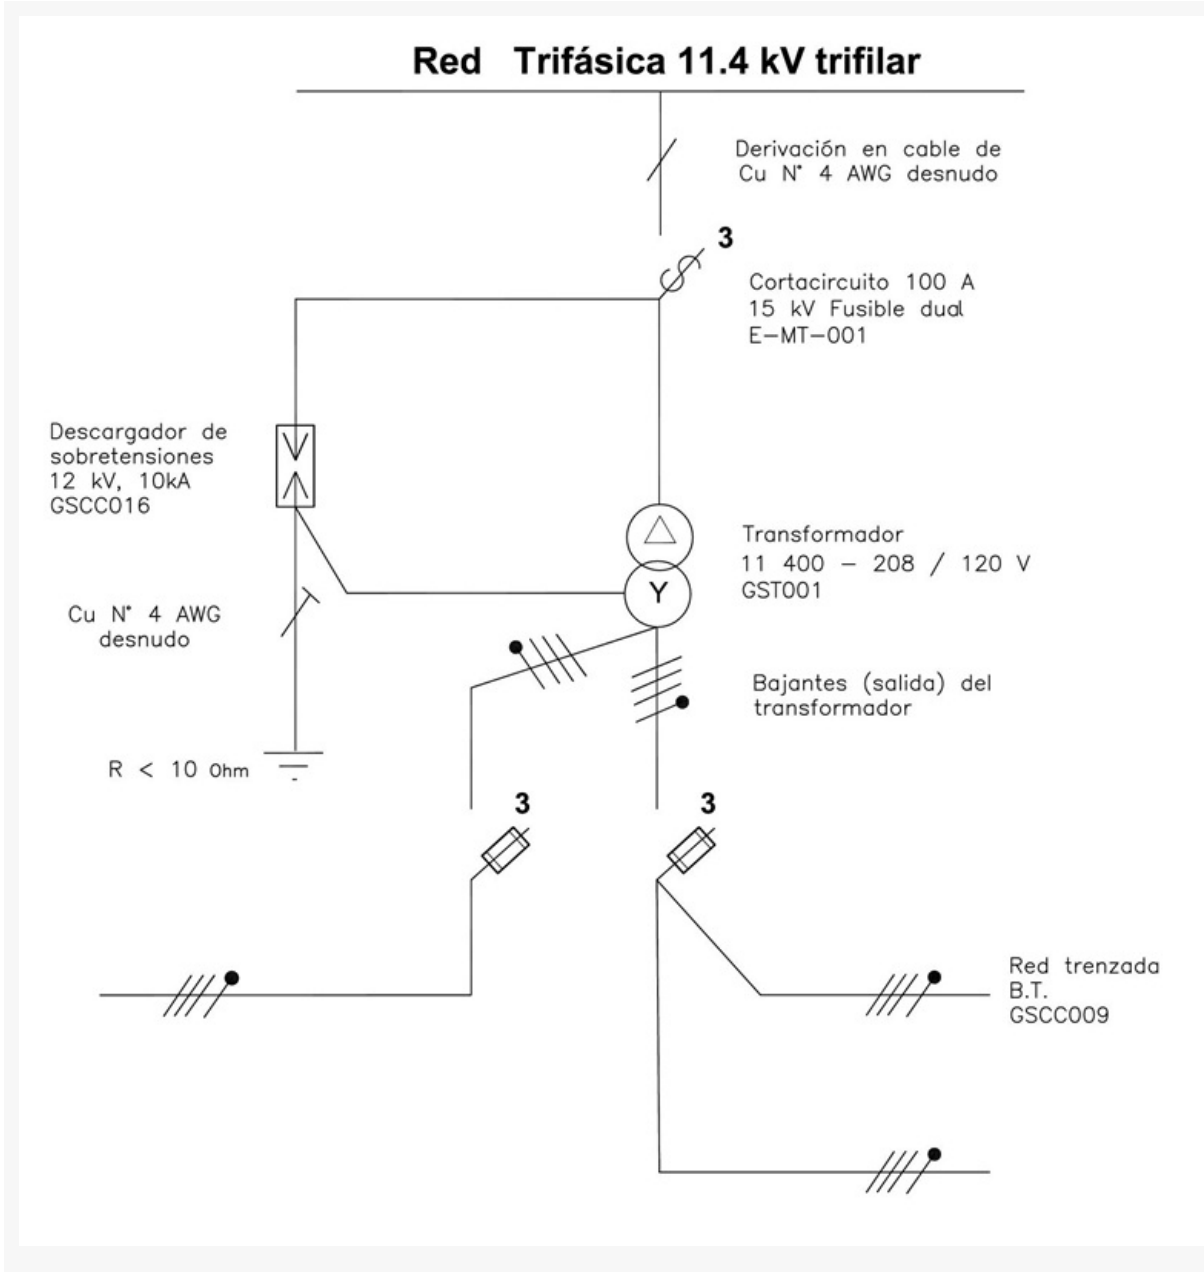 Red Trifásica 11.4 kV trifilar
Derivación en cable de
Cu N° 4 AWG desnudo
3
Cortacircuito 100 A
15 kV Fusible dual
E-MT-001
Descargador de
sobretensiones
12 kV, 10kA
GSCC016
Transformador
11 400 - 208 / 120 V
GST001
Y
Cu N° 4 AWG
desnudo
Bajantes (salida) del
transformador
R < 10 Ohm
3
3
Red trenzada
B.T.
GSCC009